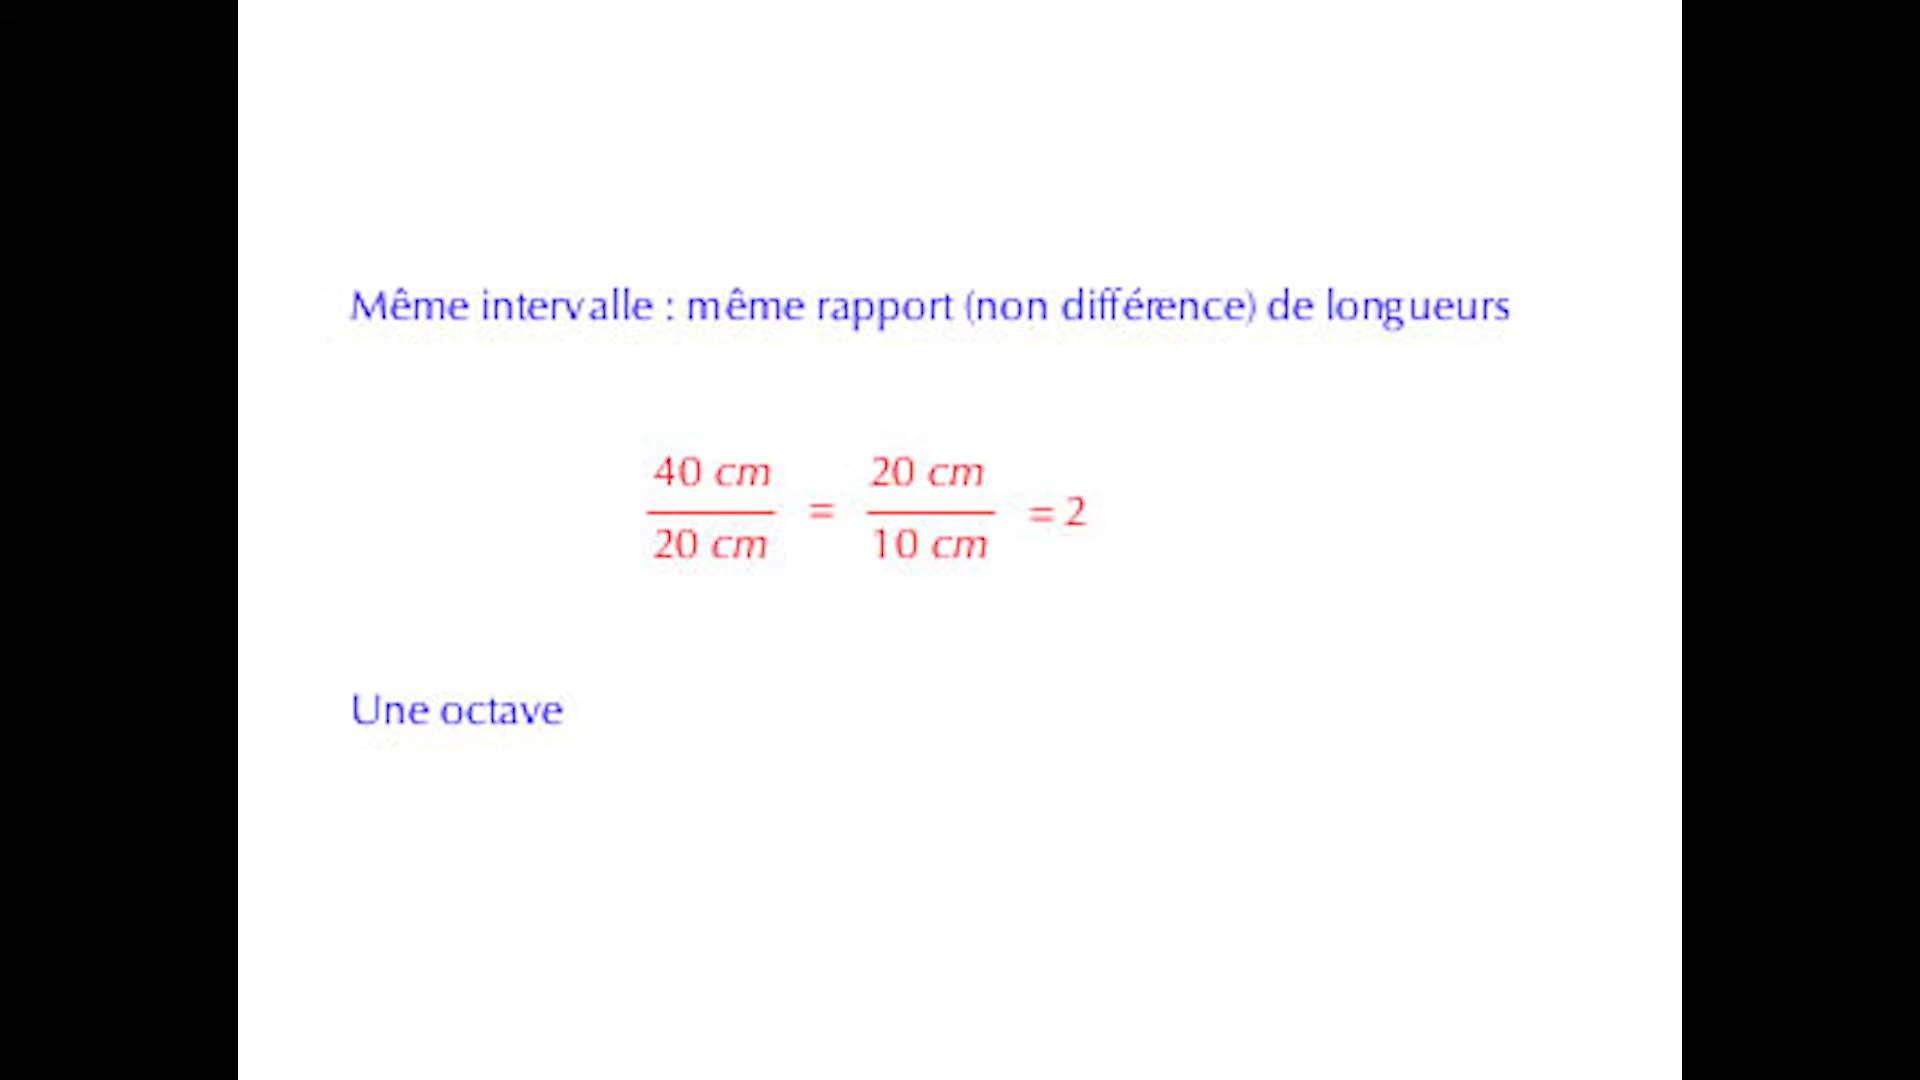 Même intervalle : même rapport (non différence) de longueurs
40 cm / 20 cm = 20 cm / 10 cm = 2
Une octave